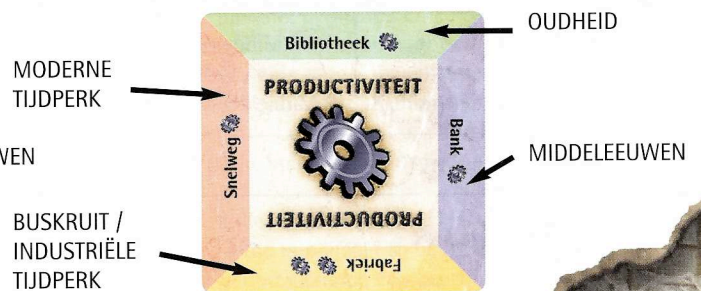 OUDHEID
Bibliotheek
MODERNE
TIJDPERK
PRODUCTIVITEIT
Snelweg
Bank
WEN
MIDDELEEUWEN
PRODUCTIVITEIT
BUSKRUIT /
INDUSTRIËLE
TIJDPERK
Fabriek